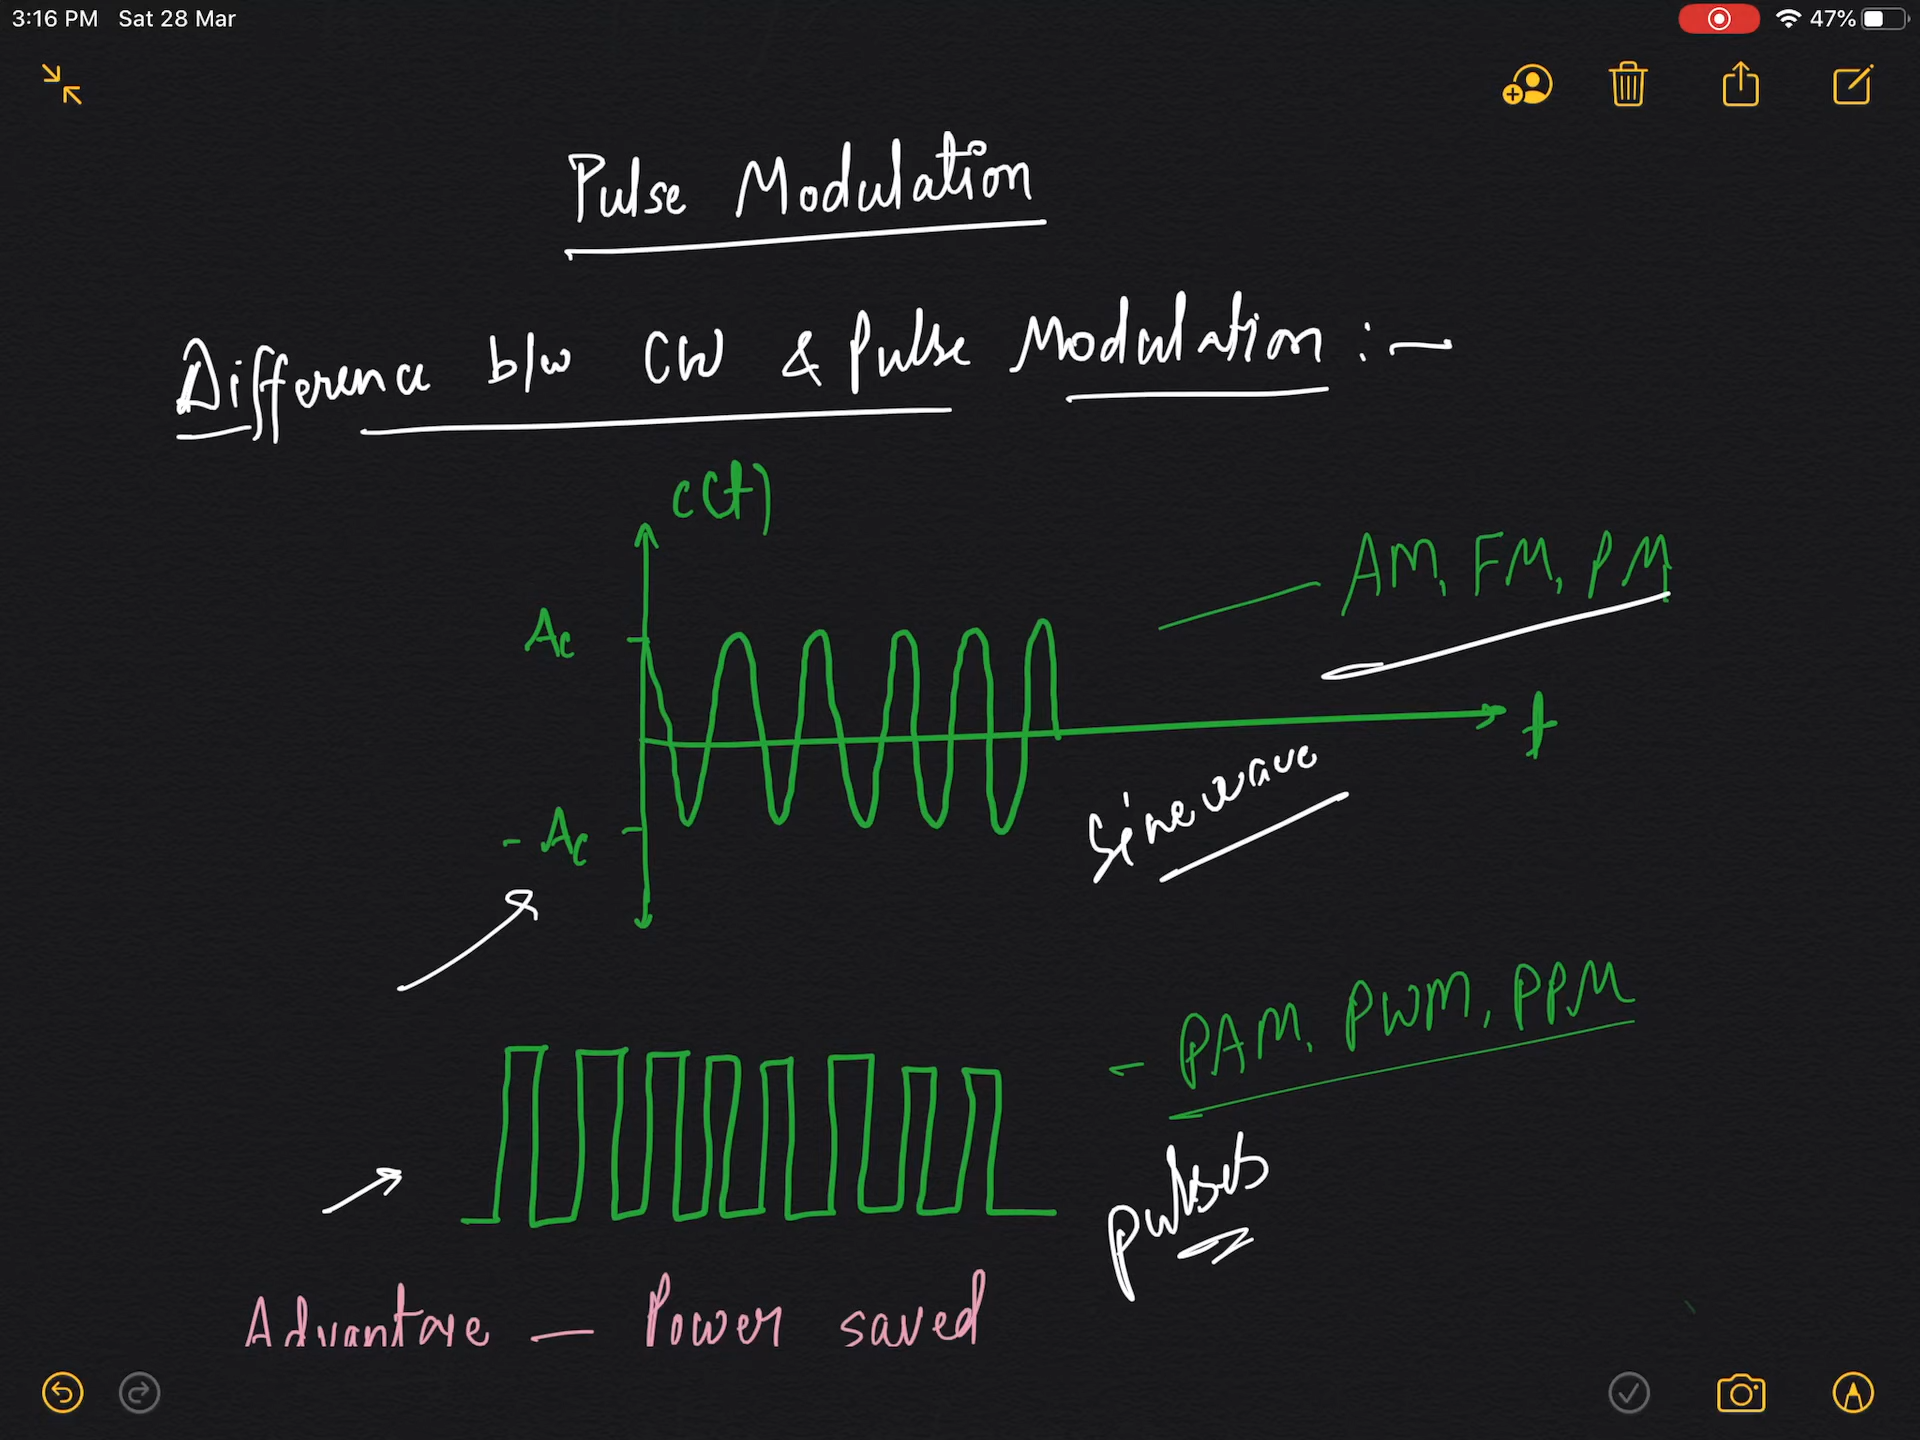 3:16 PM Sat 28 Mar
47%
Pulse Modulation
Difference b/w CW & Pulse Modulation :-
c(t)
AM, FM, PM
Ac
t
Sine wave
- Ac
- PAM, PWM, PPM
pulses
Advantage - Power saved